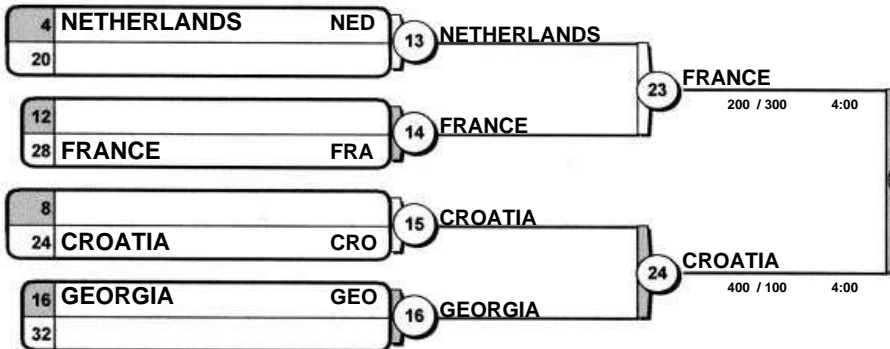 4 NETHERLANDS NED
20
13 NETHERLANDS
12
28 FRANCE FRA
14 FRANCE
23 FRANCE
200 / 300 4:00
8
24 CROATIA CRO
15 CROATIA
16 GEORGIA GEO
32
16 GEORGIA
24 CROATIA
400 / 100 4:00